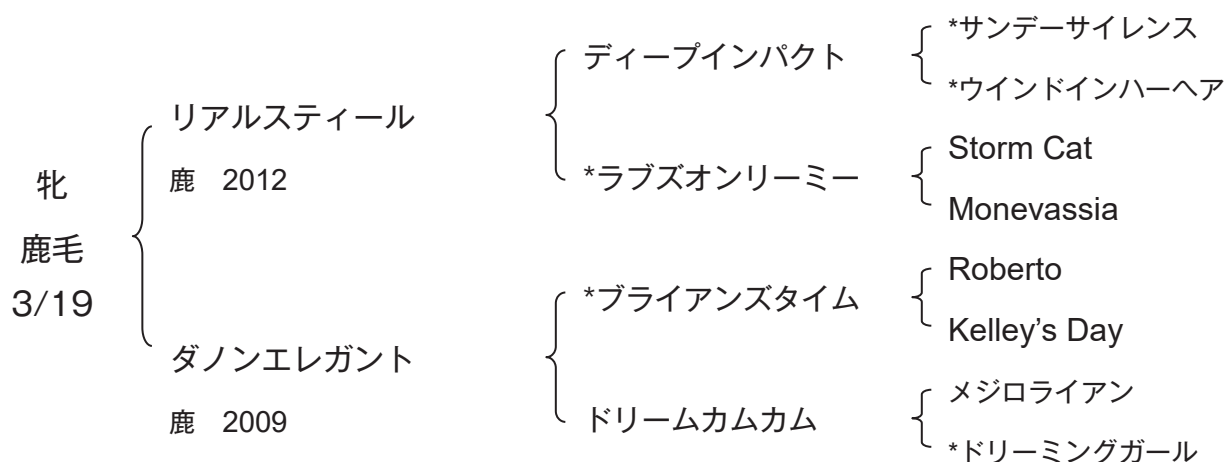 牝
鹿毛
3/19
リアルスティール
鹿 2012
ダノンエレガント
鹿 2009
ディープインパクト
*ラブズオンリーミー
*ブライアンズタイム
ドリームカムカム
*サンデーサイレンス
*ウインドインハーヘア
Storm Cat
Monevassia
Roberto
Kelley’s Day
メジロライアン
*ドリーミングガール